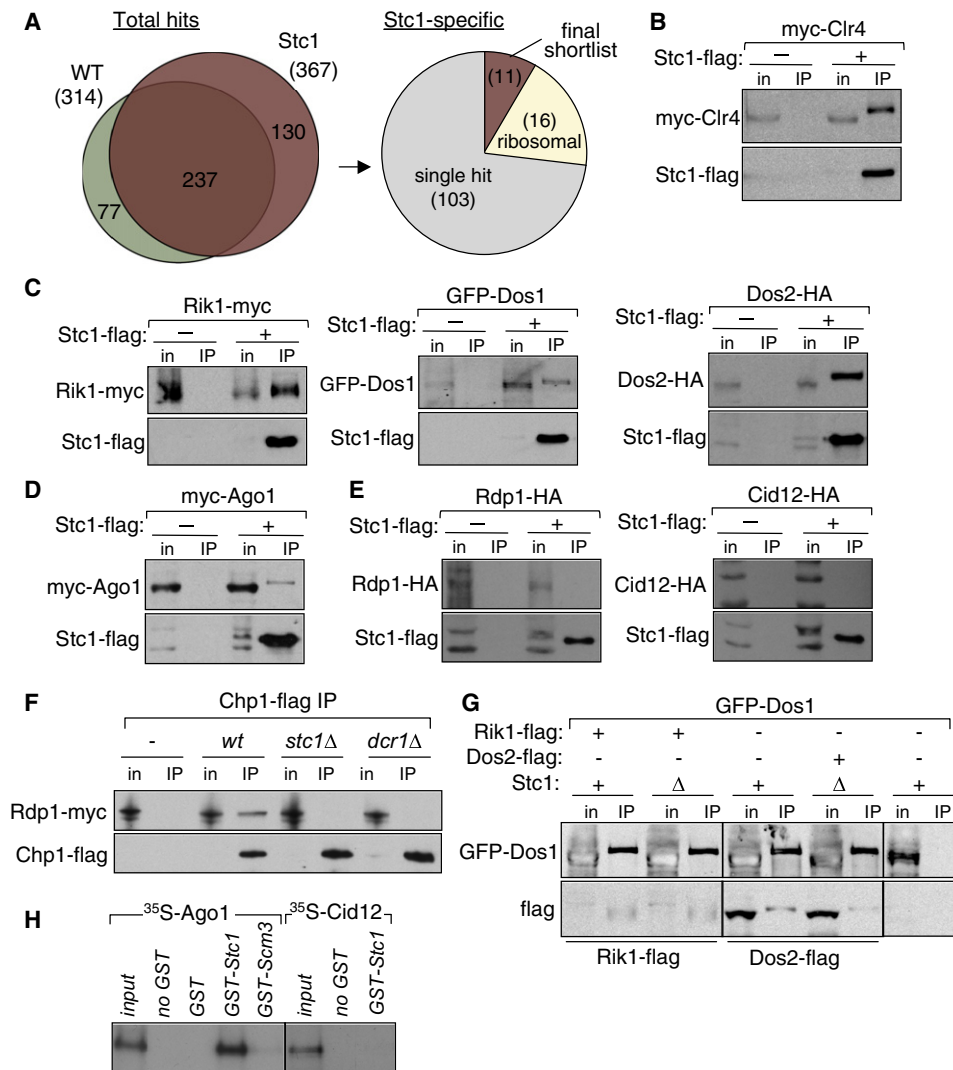 A
Total hits
Stc1-specific
WT
(314)
Stc1
(367)
130
237
77
final
shortlist
(11)
(16)
ribosomal
single hit
(103)
B
myc-Clr4
Stc1-flag: – +
in IP in IP
myc-Clr4
Stc1-flag
C
Rik1-myc
Stc1-flag: – +
in IP in IP
Rik1-myc
Stc1-flag
GFP-Dos1
Stc1-flag: – +
in IP in IP
GFP-Dos1
Stc1-flag
Dos2-HA
Stc1-flag: – +
in IP in IP
Dos2-HA
Stc1-flag
D
myc-Ago1
Stc1-flag: – +
in IP in IP
myc-Ago1
Stc1-flag
E
Rdp1-HA
Stc1-flag: – +
in IP in IP
Rdp1-HA
Stc1-flag
Cid12-HA
Stc1-flag: – +
in IP in IP
Cid12-HA
Stc1-flag
F
Chp1-flag IP
- wt stc1Δ dcr1Δ
in IP in IP in IP in IP
Rdp1-myc
Chp1-flag
G
GFP-Dos1
Rik1-flag: + + - - -
Dos2-flag: - - - + -
Stc1: + Δ + Δ +
in IP in IP in IP in IP in IP
GFP-Dos1
flag
Rik1-flag Dos2-flag
H
35S-Ago1 35S-Cid12
input no GST GST GST-Stc1 GST-Scm3 input no GST GST-Stc1